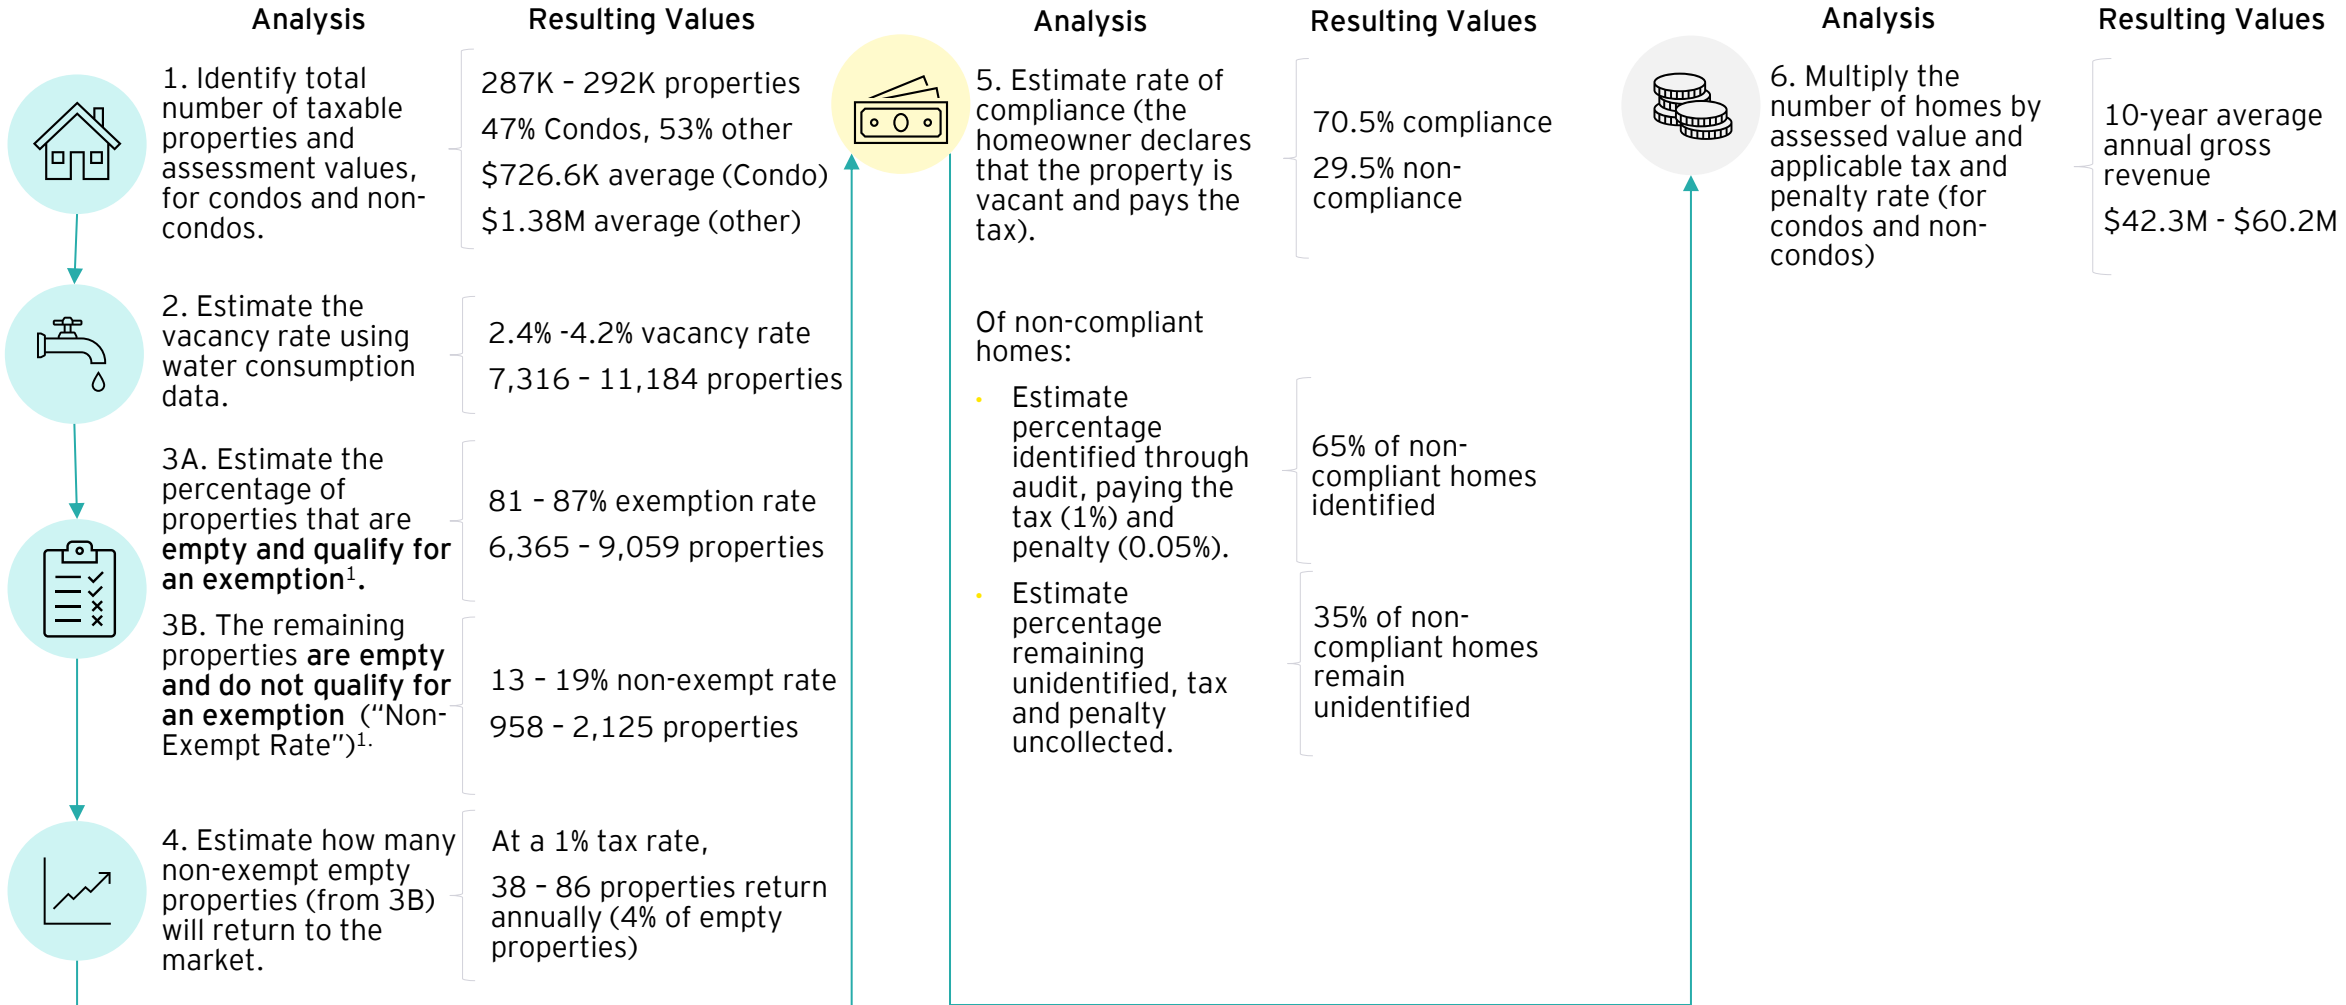 Analysis
Resulting Values
1. Identify total
number of taxable
properties and
assessment values,
for condos and non-
condos.
287K – 292K properties
47% Condos, 53% other
$726.6K average (Condo)
$1.38M average (other)
2. Estimate the
vacancy rate using
water consumption
data.
2.4% -4.2% vacancy rate
7,316 – 11,184 properties
3A. Estimate the
percentage of
properties that are
empty and qualify for
an exemption¹.
81 – 87% exemption rate
6,365 – 9,059 properties
3B. The remaining
properties are empty
and do not qualify for
an exemption (“Non-
Exempt Rate”)¹.
13 – 19% non-exempt rate
958 – 2,125 properties
4. Estimate how many
non-exempt empty
properties (from 3B)
will return to the
market.
At a 1% tax rate,
38 – 86 properties return
annually (4% of empty
properties)
Analysis
Resulting Values
5. Estimate rate of
compliance (the
homeowner declares
that the property is
vacant and pays the
tax).
70.5% compliance
29.5% non-
compliance
Of non-compliant
homes:
• Estimate
percentage
identified through
audit, paying the
tax (1%) and
penalty (0.05%).
65% of non-
compliant homes
identified
• Estimate
percentage
remaining
unidentified, tax
and penalty
uncollected.
35% of non-
compliant homes
remain
unidentified
Analysis
Resulting Values
6. Multiply the
number of homes by
assessed value and
applicable tax and
penalty rate (for
condos and non-
condos)
10-year average
annual gross
revenue
$42.3M - $60.2M